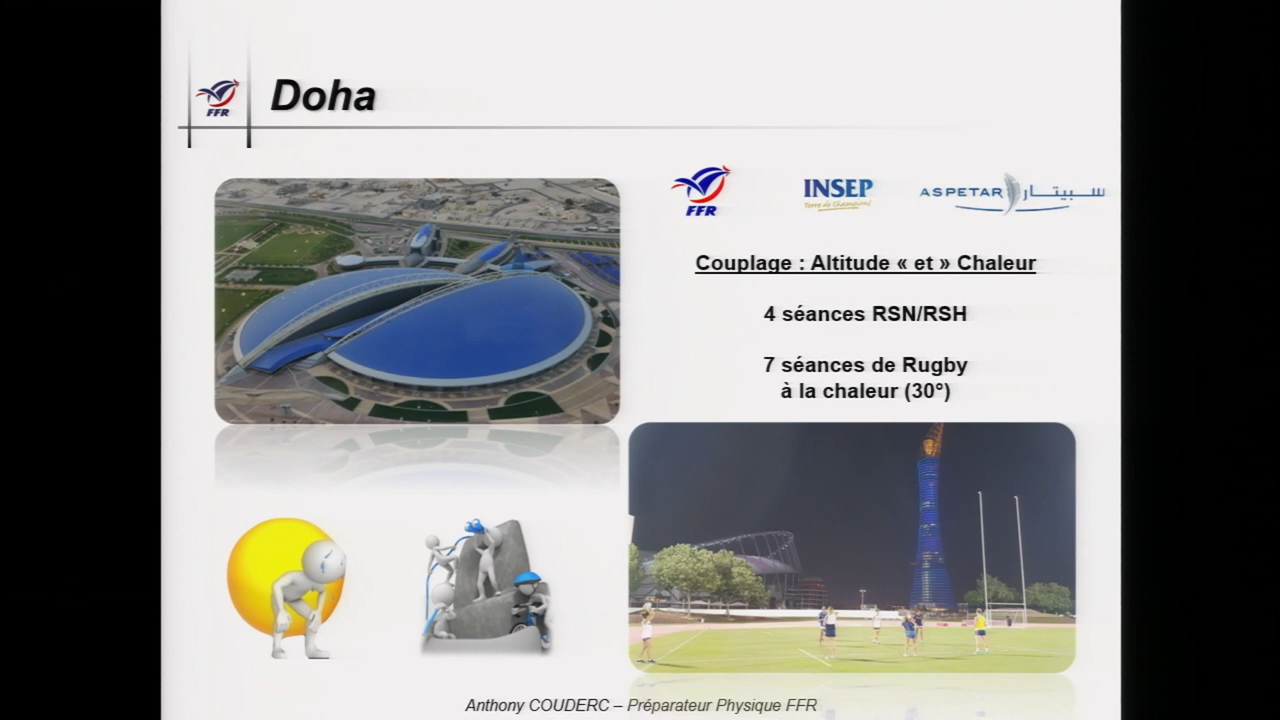 FFR
Doha
FFR
INSEP
Terre de Champions
ASPETAR سبيتار
Couplage : Altitude « et » Chaleur
4 séances RSN/RSH
7 séances de Rugby
à la chaleur (30°)
Anthony COUDERC – Préparateur Physique FFR